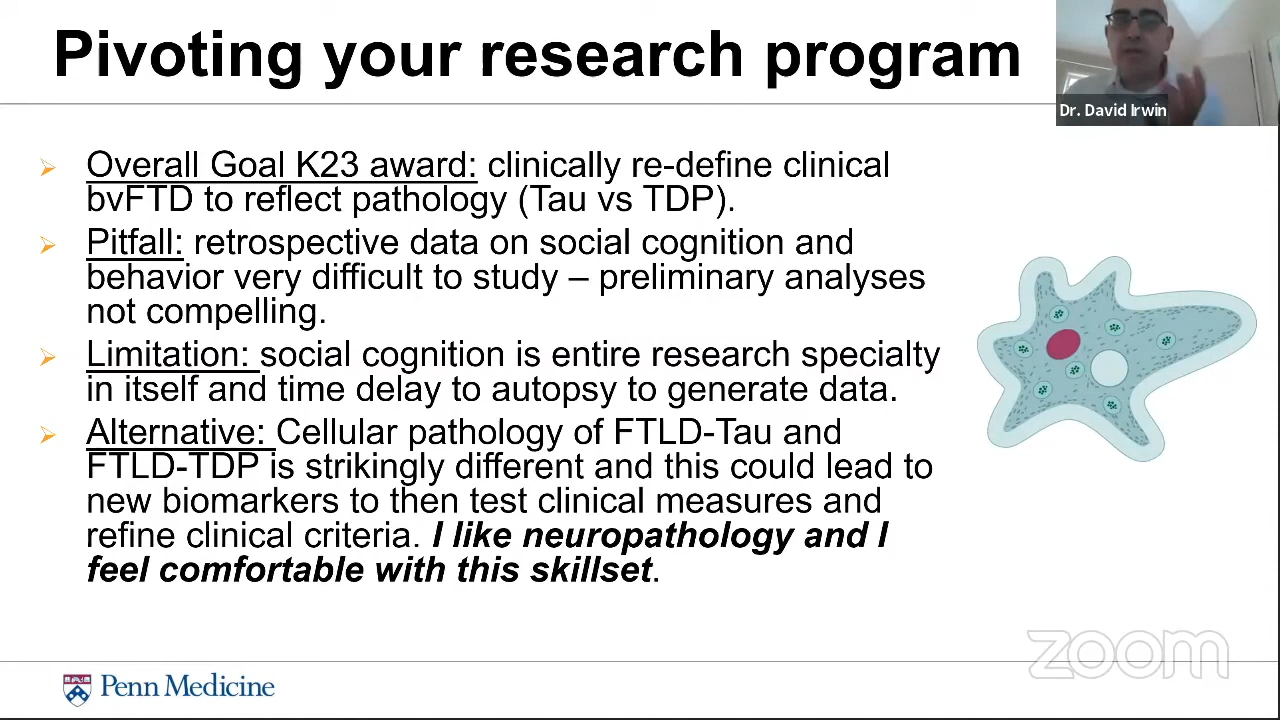 Pivoting your research program
Dr. David Irwin
Overall Goal K23 award: clinically re-define clinical
bvFTD to reflect pathology (Tau vs TDP).
Pitfall: retrospective data on social cognition and
behavior very difficult to study – preliminary analyses
not compelling.
Limitation: social cognition is entire research specialty
in itself and time delay to autopsy to generate data.
Alternative: Cellular pathology of FTLD-Tau and
FTLD-TDP is strikingly different and this could lead to
new biomarkers to then test clinical measures and
refine clinical criteria. I like neuropathology and I
feel comfortable with this skillset.
zoom
Penn Medicine